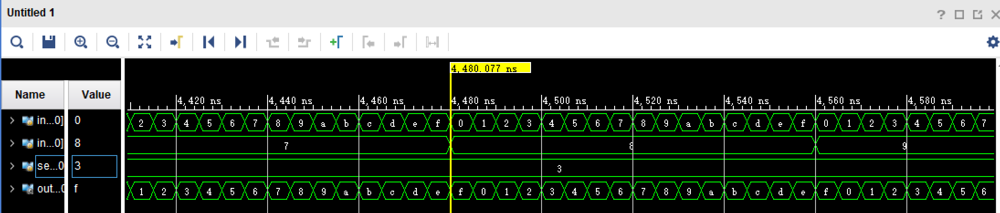 Untitled 1
4,480.077 ns
Name Value
4,420 ns 4,440 ns 4,460 ns 4,480 ns 4,500 ns 4,520 ns 4,540 ns 4,560 ns 4,580 ns
in...0] 0 2 3 4 5 6 7 8 9 a b c d e f 0 1 2 3 4 5 6 7 8 9 a b c d e f 0 1 2 3 4 5 6 7
in...0] 8 7 8 9
se...0 3 3
out...0 f 1 2 3 4 5 6 7 8 9 a b c d e f 0 1 2 3 4 5 6 7 8 9 a b c d e f 0 1 2 3 4 5 6